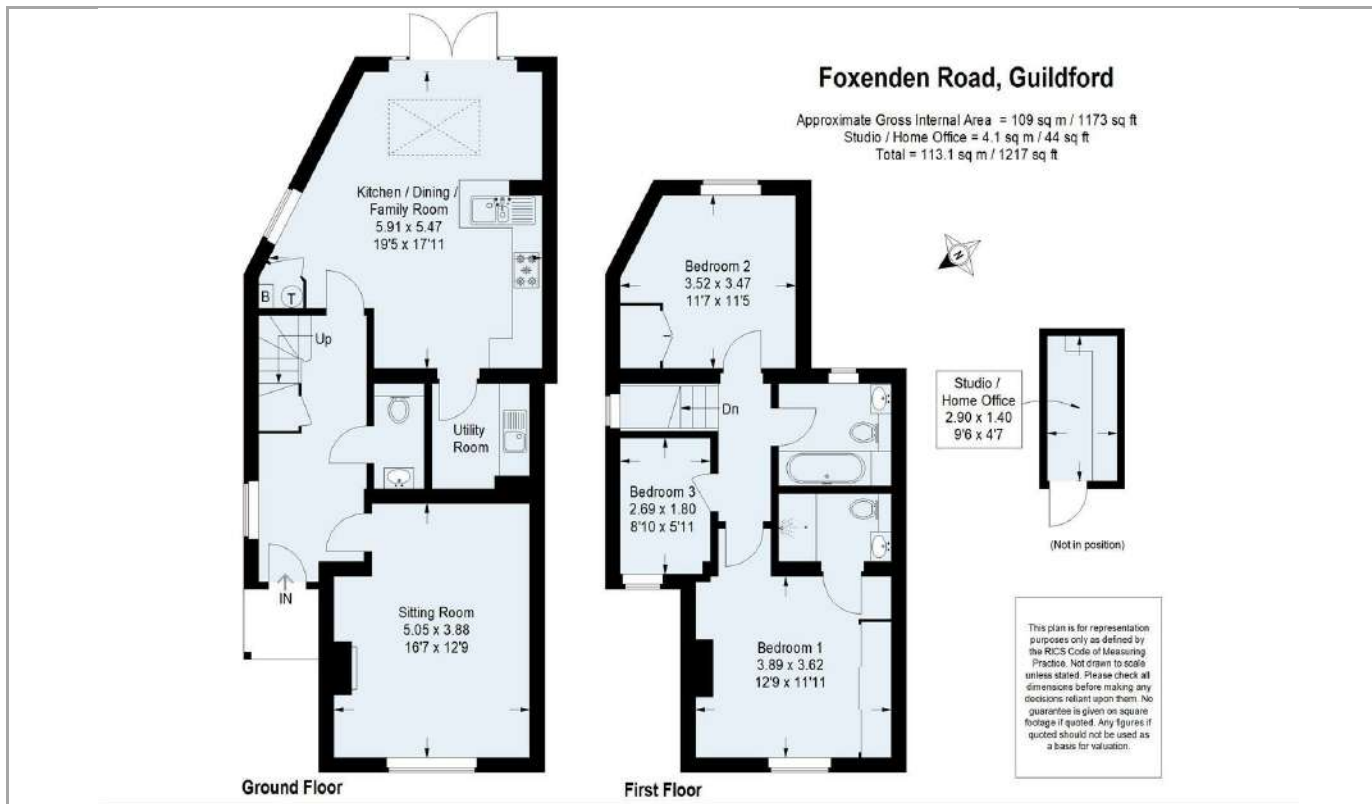 Foxenden Road, Guildford
Approximate Gross Internal Area = 109 sq m / 1173 sq ft
Studio / Home Office = 4.1 sq m / 44 sq ft
Total = 113.1 sq m / 1217 sq ft
Kitchen / Dining /
Family Room
5.91 x 5.47
19'5 x 17'11
B
T
Up
Utility
Room
IN
Sitting Room
5.05 x 3.88
16'7 x 12'9
Ground Floor
Bedroom 2
3.52 x 3.47
11'7 x 11'5
Dn
Bedroom 3
2.69 x 1.80
8'10 x 5'11
Bedroom 1
3.89 x 3.62
12'9 x 11'11
First Floor
N
Studio /
Home Office
2.90 x 1.40
9'6 x 4'7
(Not in position)
This plan is for representation
purposes only as defined by
the RICS Code of Measuring
Practice. Not drawn to scale
unless stated. Please check all
dimensions before making any
decisions reliant upon them. No
guarantee is given on square
footage if quoted. Any figures if
quoted should not be used as
a basis for valuation.